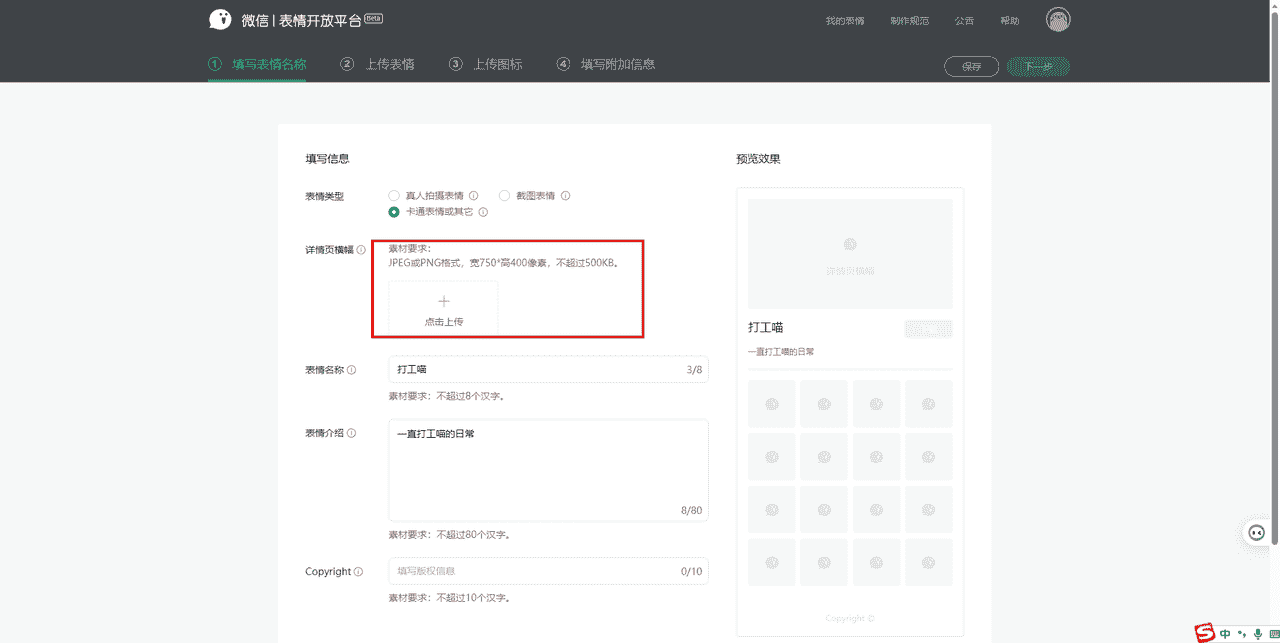 微信 | 表情开放平台 Beta
我的表情 制作规范 公告 帮助
① 填写表情名称 ② 上传表情 ③ 上传图标 ④ 填写附加信息 保存 下一步
填写信息 预览效果
表情类型 真人拍摄表情 截图表情
卡通表情或其它
详情页横幅 素材要求：
JPEG或PNG格式，宽750*高400像素，不超过500KB。
点击上传
详情页横幅
打工喵
一直打工喵的日常
表情名称 打工喵 3/8
素材要求：不超过8个汉字。
表情介绍 一直打工喵的日常
8/80
素材要求：不超过80个汉字。
Copyright 填写版权信息 0/10
素材要求：不超过10个汉字。
Copyright ©
中